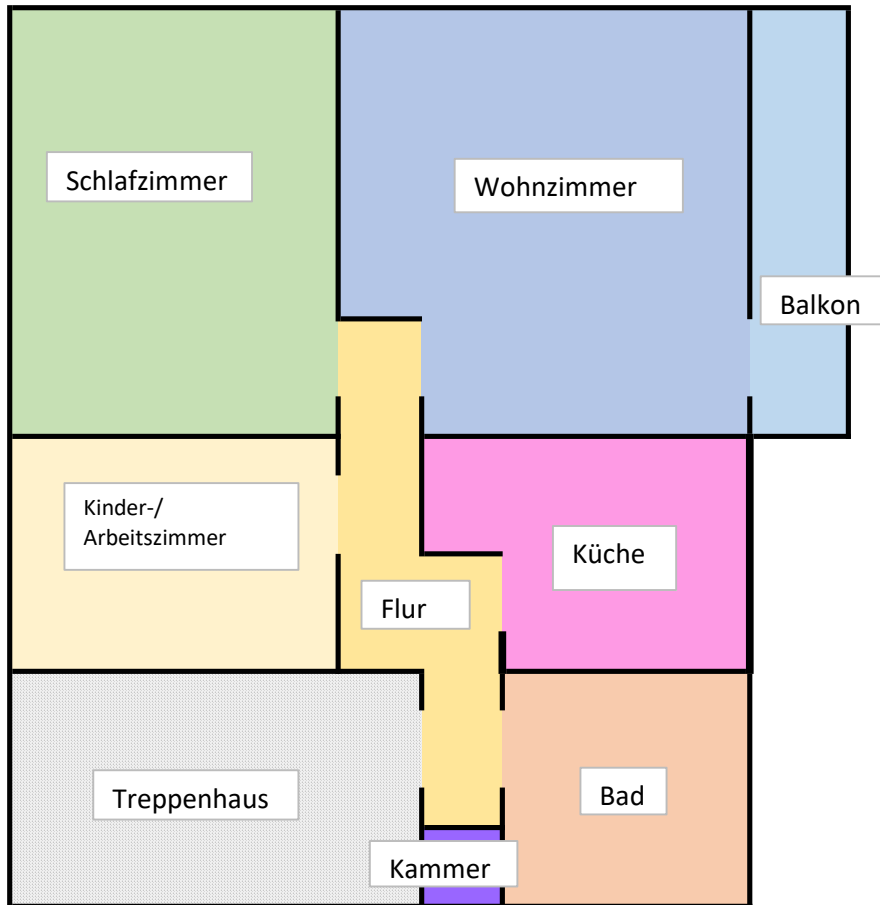 Schlafzimmer
Wohnzimmer
Balkon
Kinder-/
Arbeitszimmer
Küche
Flur
Treppenhaus
Bad
Kammer